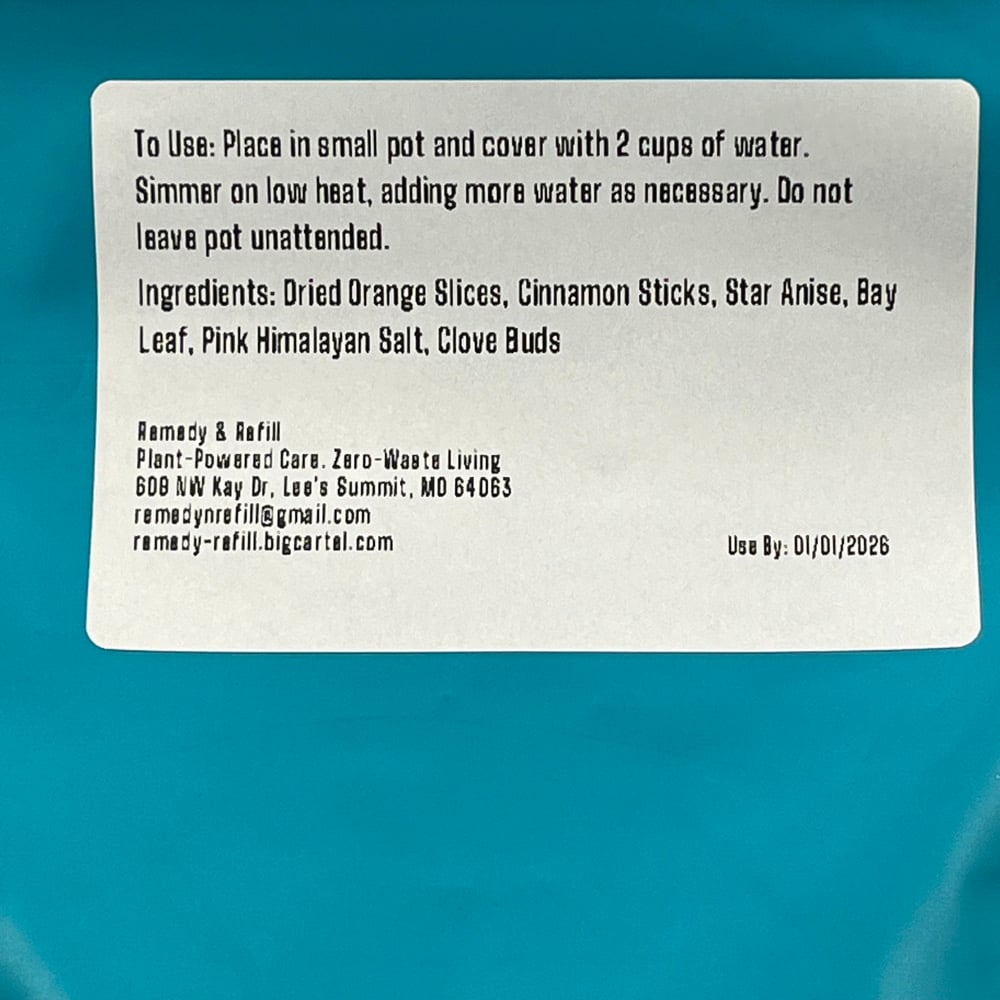 To Use: Place in small pot and cover with 2 cups of water.
Simmer on low heat, adding more water as necessary. Do not
leave pot unattended.
Ingredients: Dried Orange Slices, Cinnamon Sticks, Star Anise, Bay
Leaf, Pink Himalayan Salt, Clove Buds
Remedy & Refill
Plant-Powered Care. Zero-Waste Living
608 NW Kay Dr, Lee's Summit, MO 64063
remedynrefill@gmail.com
remedy-refill.bigcartel.com
Use By: 01/01/2026